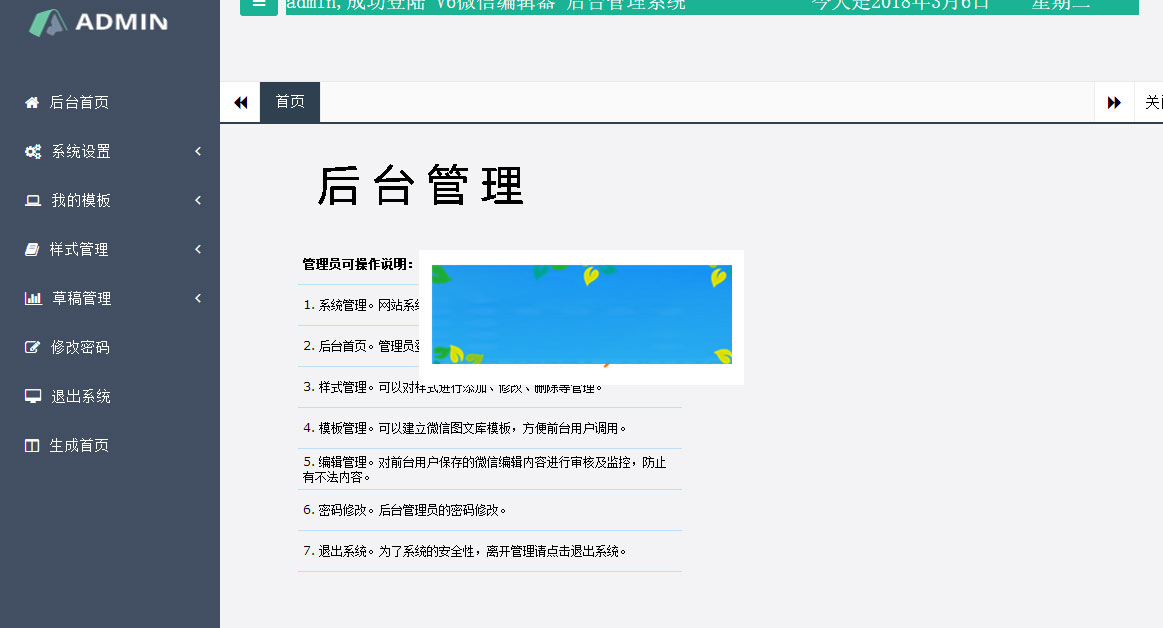 ADMIN
admin,成功登陆 V6微信编辑器 后台管理系统
今天是2018年3月6日 星期二
后台首页
系统设置
我的模板
样式管理
草稿管理
修改密码
退出系统
生成首页
首页
后台管理
管理员可操作说明：
1. 系统管理。网站系统
2. 后台首页。管理员
3. 样式管理。可以对样式进行添加、修改、删除等管理。
4. 模板管理。可以建立微信图文库模板，方便前台用户调用。
5. 编辑管理。对前台用户保存的微信编辑内容进行审核及监控，防止
有不法内容。
6. 密码修改。后台管理员的密码修改。
7. 退出系统。为了系统的安全性，离开管理请点击退出系统。